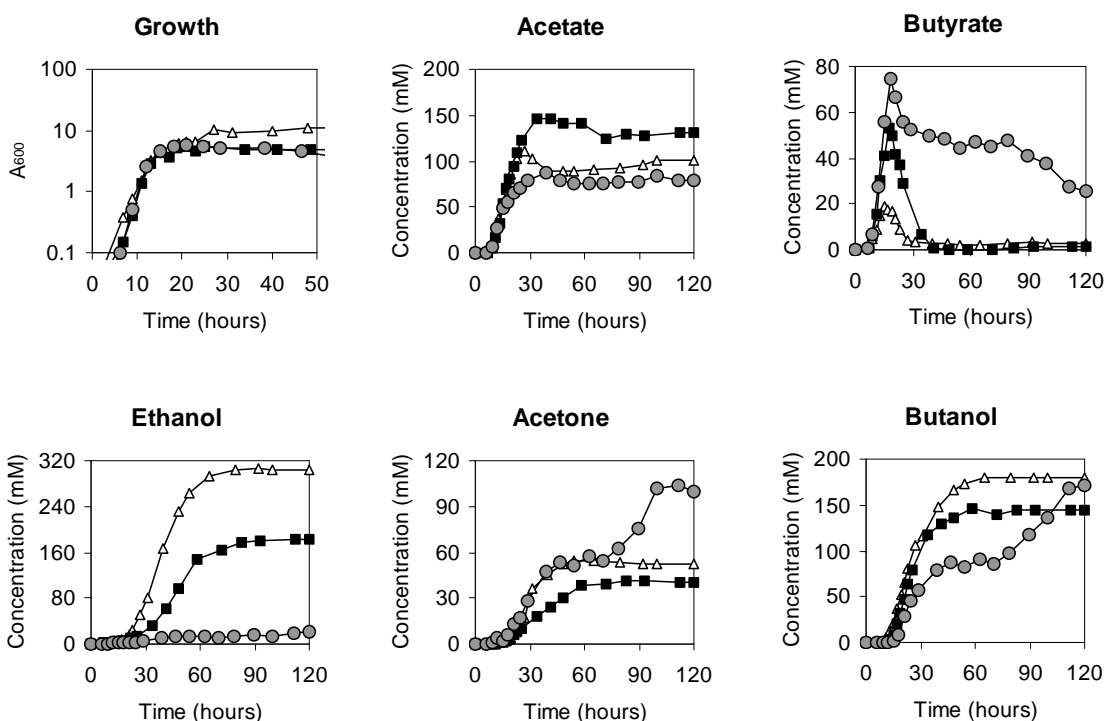 Growth
A600
100
10
1
0.1
0 10 20 30 40 50
Time (hours)
Acetate
Concentration (mM)
200
150
100
50
0
0 30 60 90 120
Time (hours)
Butyrate
Concentration (mM)
80
60
40
20
0
0 30 60 90 120
Time (hours)
Ethanol
Concentration (mM)
320
240
160
80
0
0 30 60 90 120
Time (hours)
Acetone
Concentration (mM)
120
90
60
30
0
0 30 60 90 120
Time (hours)
Butanol
Concentration (mM)
200
150
100
50
0
0 30 60 90 120
Time (hours)